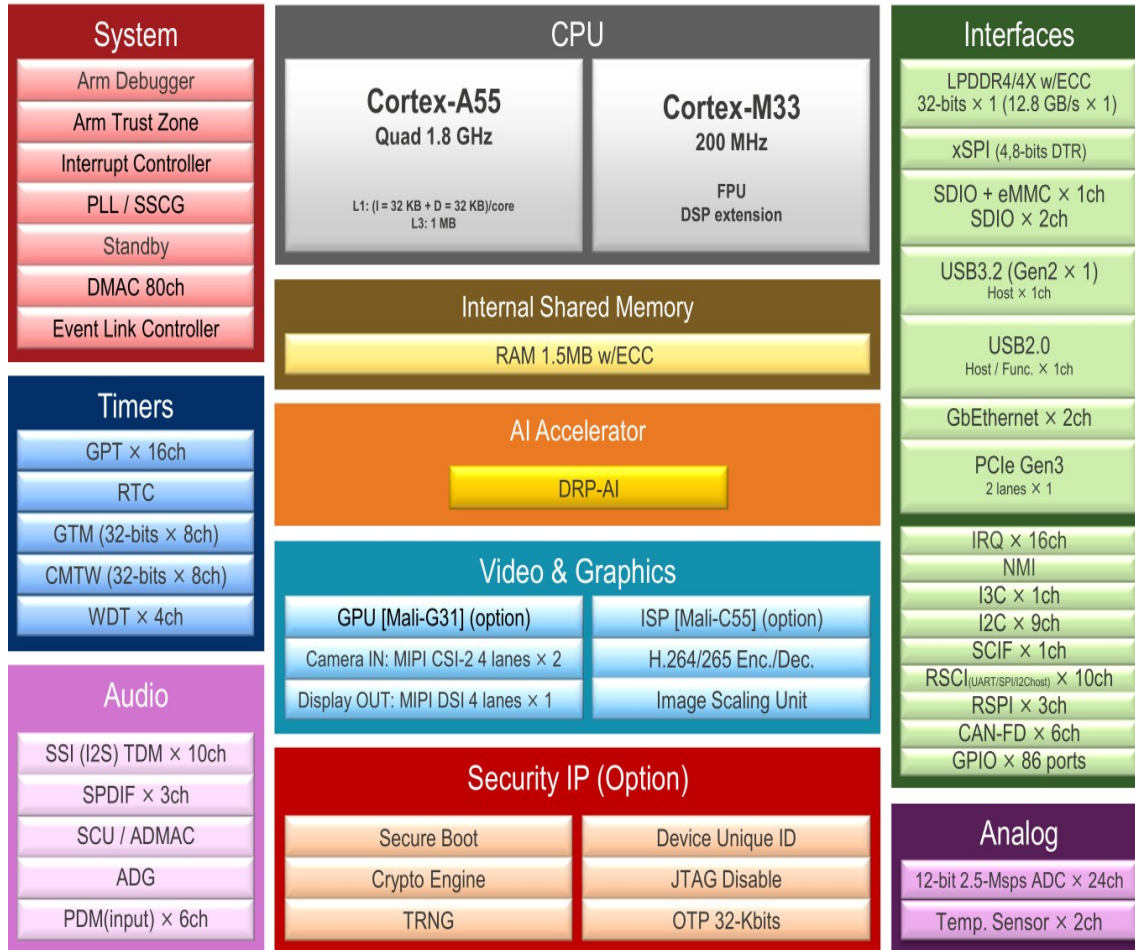 System
Arm Debugger
Arm Trust Zone
Interrupt Controller
PLL / SSCG
Standby
DMAC 80ch
Event Link Controller
Timers
GPT × 16ch
RTC
GTM (32-bits × 8ch)
CMTW (32-bits × 8ch)
WDT × 4ch
Audio
SSI (I2S) TDM × 10ch
SPDIF × 3ch
SCU / ADMAC
ADG
PDM(input) × 6ch
CPU
Cortex-A55
Quad 1.8 GHz
L1: (I = 32 KB + D = 32 KB)/core
L3: 1 MB
Cortex-M33
200 MHz
FPU
DSP extension
Internal Shared Memory
RAM 1.5MB w/ECC
AI Accelerator
DRP-AI
Video & Graphics
GPU [Mali-G31] (option)
ISP [Mali-C55] (option)
Camera IN: MIPI CSI-2 4 lanes × 2
H.264/265 Enc./Dec.
Display OUT: MIPI DSI 4 lanes × 1
Image Scaling Unit
Security IP (Option)
Secure Boot
Device Unique ID
Crypto Engine
JTAG Disable
TRNG
OTP 32-Kbits
Interfaces
LPDDR4/4X w/ECC
32-bits × 1 (12.8 GB/s × 1)
xSPI (4,8-bits DTR)
SDIO + eMMC × 1ch
SDIO × 2ch
USB3.2 (Gen2 × 1)
Host × 1ch
USB2.0
Host / Func. × 1ch
GbEthernet × 2ch
PCIe Gen3
2 lanes × 1
IRQ × 16ch
NMI
I3C × 1ch
I2C × 9ch
SCIF × 1ch
RSCI(UART/SPI/I2Chost) × 10ch
RSPI × 3ch
CAN-FD × 6ch
GPIO × 86 ports
Analog
12-bit 2.5-Msps ADC × 24ch
Temp. Sensor × 2ch